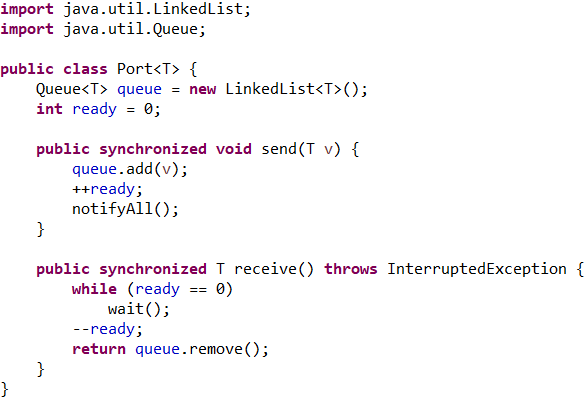 import java.util.LinkedList;
import java.util.Queue;

public class Port<T> {
    Queue<T> queue = new LinkedList<T>();
    int ready = 0;

    public synchronized void send(T v) {
        queue.add(v);
        ++ready;
        notifyAll();
    }

    public synchronized T receive() throws InterruptedException {
        while (ready == 0)
            wait();
        --ready;
        return queue.remove();
    }
}